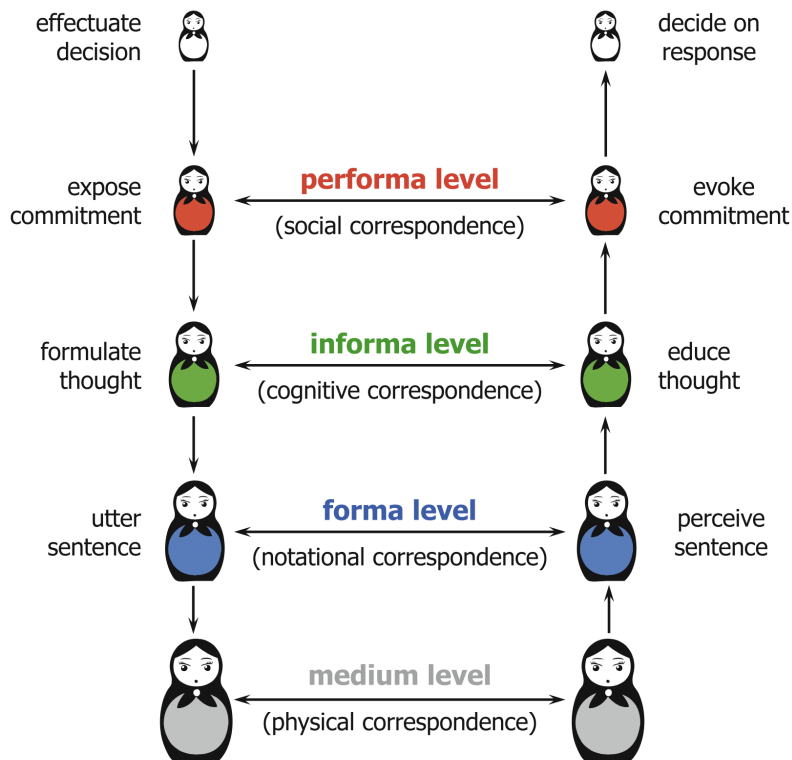 effectuate
decision
decide on
response
expose
commitment
performa level
(social correspondence)
evoke
commitment
formulate
thought
informa level
(cognitive correspondence)
educe
thought
utter
sentence
forma level
(notational correspondence)
perceive
sentence
medium level
(physical correspondence)